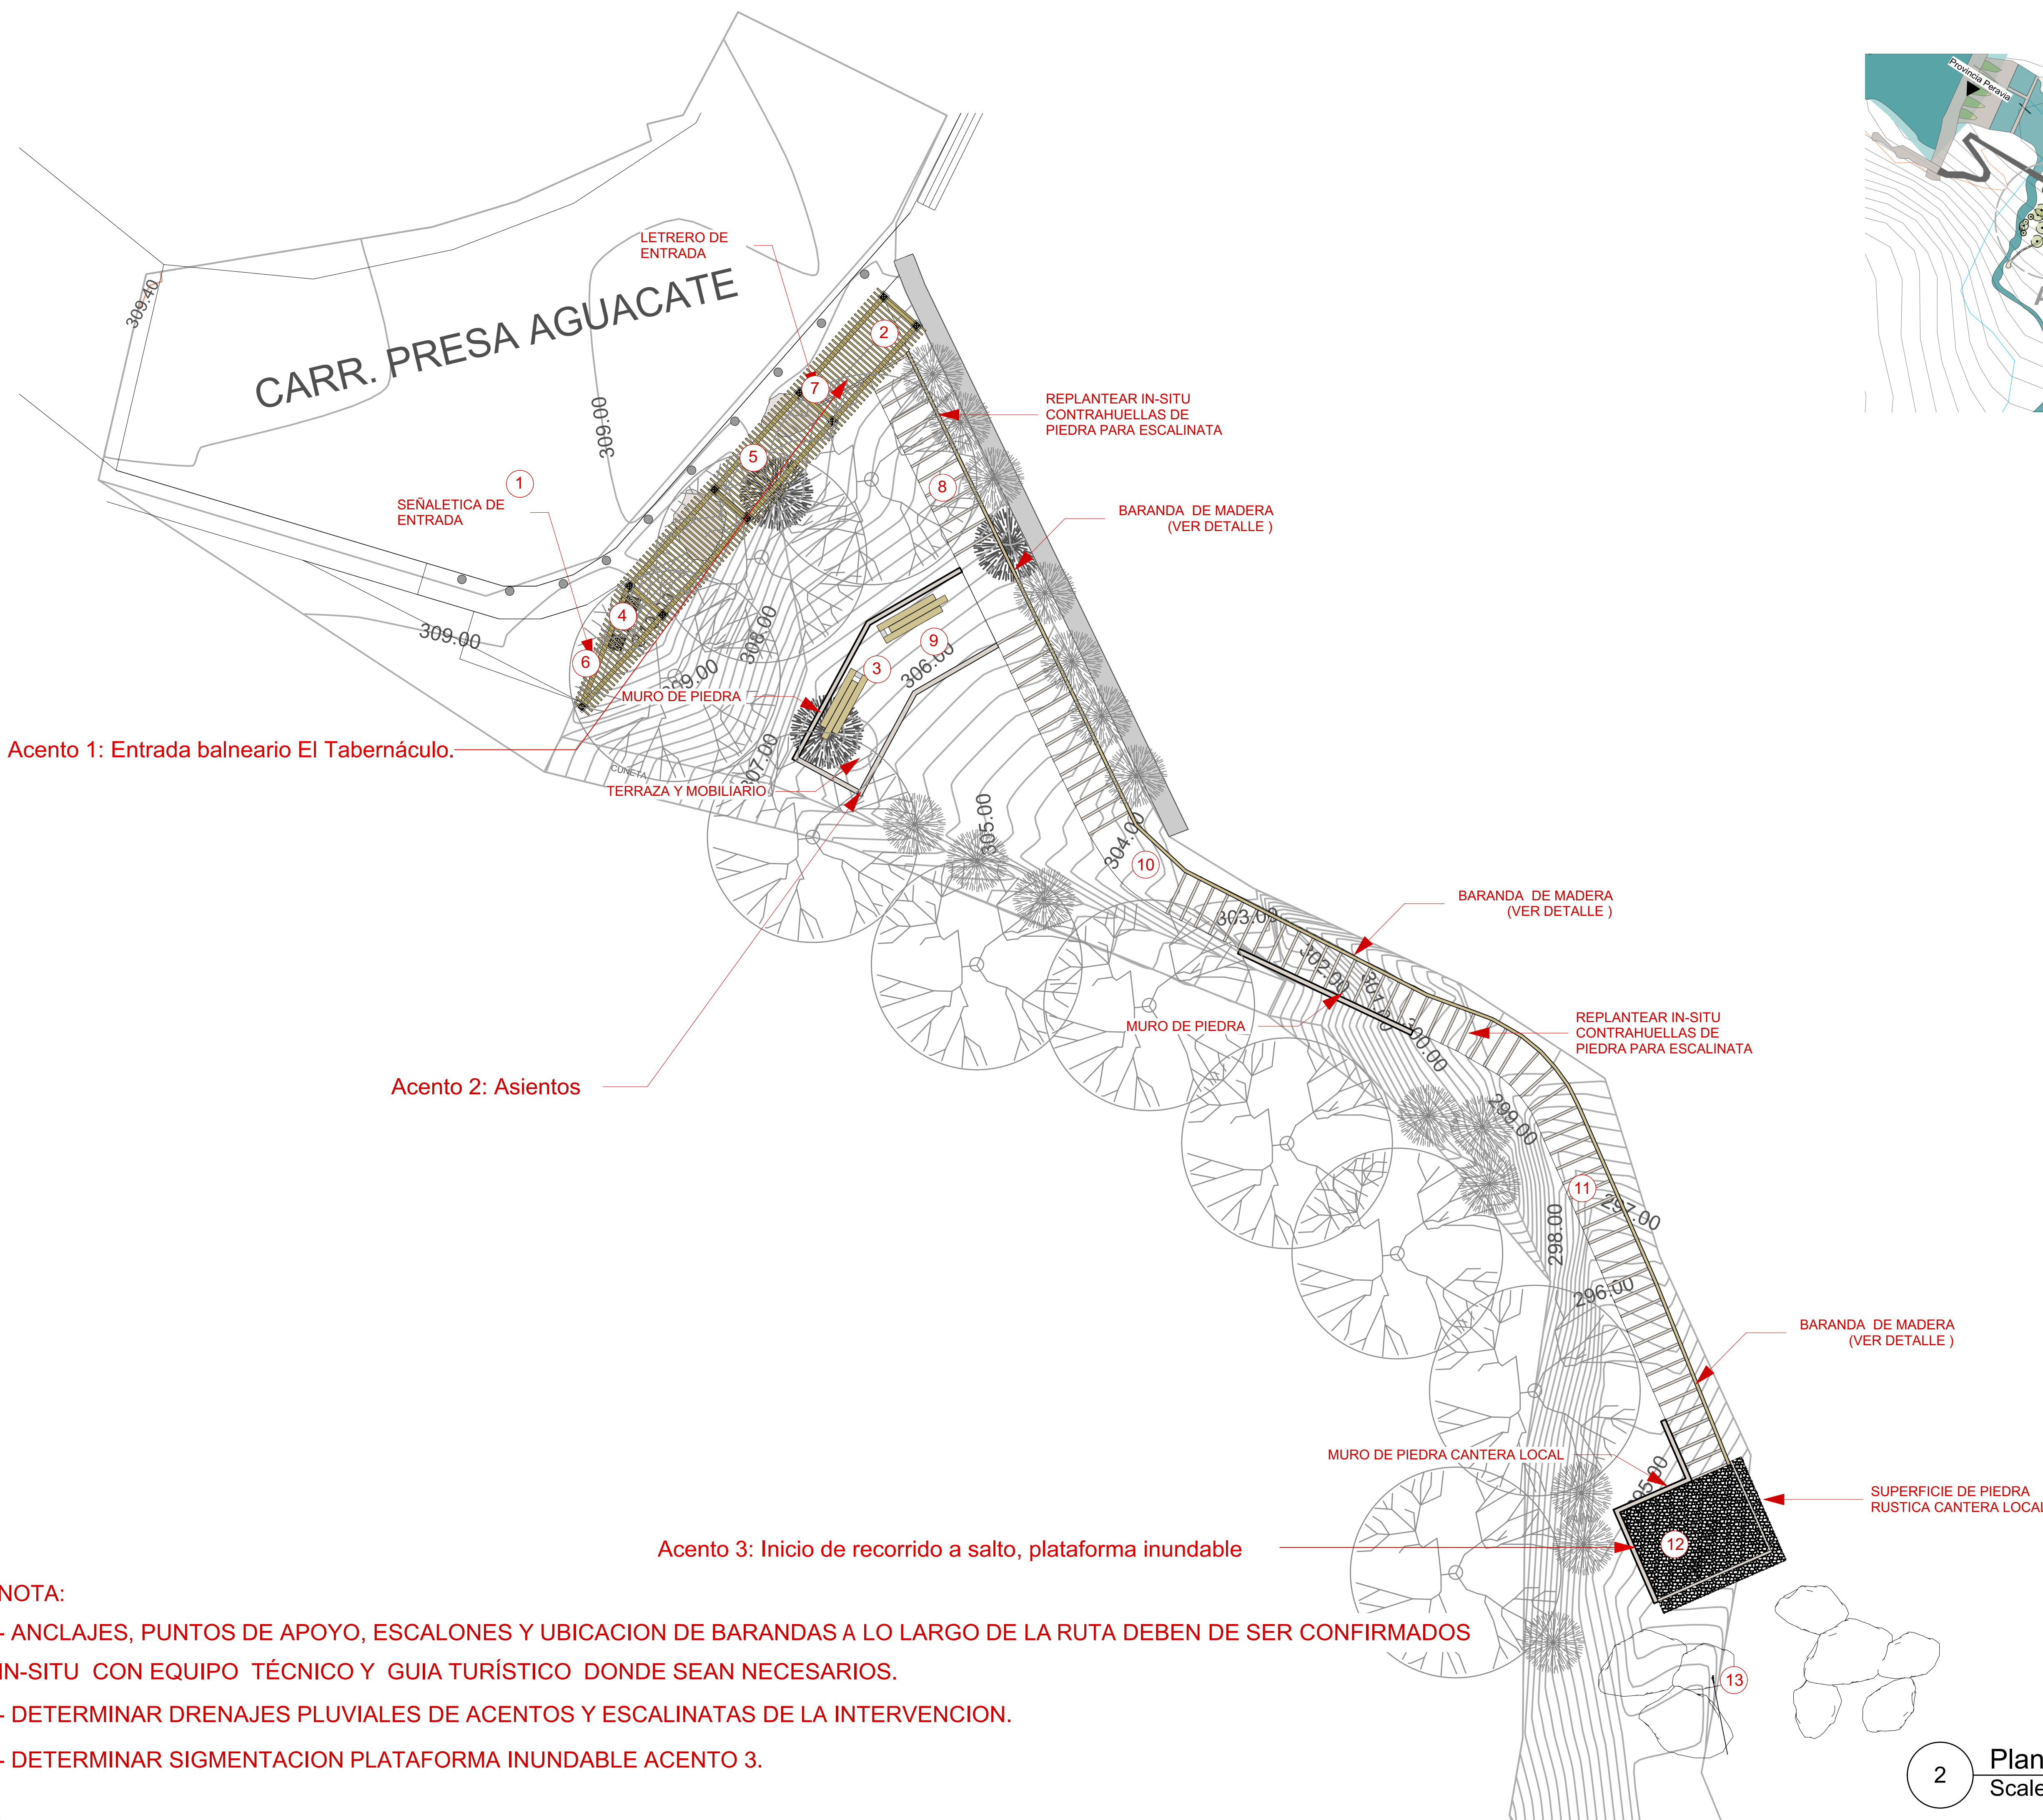 Provincia Peravia
LETRERO DE
ENTRADA
CARR. PRESA AGUACATE
309.40
309.00
2
7
REPLANTEAR IN-SITU
CONTRAHUELLAS DE
PIEDRA PARA ESCALINATA
5
1
SEÑALETICA DE
ENTRADA
8
BARANDA DE MADERA
(VER DETALLE )
4
309.00
308.00
9
6
3
306.00
309.00
MURO DE PIEDRA
Acento 1: Entrada balneario El Tabernáculo.
307.00
CUNETA
TERRAZA Y MOBILIARIO
305.00
304.00
10
BARANDA DE MADERA
(VER DETALLE )
303.00
302.00
300.00
MURO DE PIEDRA
REPLANTEAR IN-SITU
CONTRAHUELLAS DE
PIEDRA PARA ESCALINATA
Acento 2: Asientos
299.00
11
297.00
298.00
296.00
BARANDA DE MADERA
(VER DETALLE )
MURO DE PIEDRA CANTERA LOCAL
95.00
SUPERFICIE DE PIEDRA
RUSTICA CANTERA LOCAL
Acento 3: Inicio de recorrido a salto, plataforma inundable
12
NOTA:
- ANCLAJES, PUNTOS DE APOYO, ESCALONES Y UBICACION DE BARANDAS A LO LARGO DE LA RUTA DEBEN DE SER CONFIRMADOS
IN-SITU CON EQUIPO TÉCNICO Y GUIA TURÍSTICO DONDE SEAN NECESARIOS.
- DETERMINAR DRENAJES PLUVIALES DE ACENTOS Y ESCALINATAS DE LA INTERVENCION.
- DETERMINAR SIGMENTACION PLATAFORMA INUNDABLE ACENTO 3.
13
2
Plan
Scale